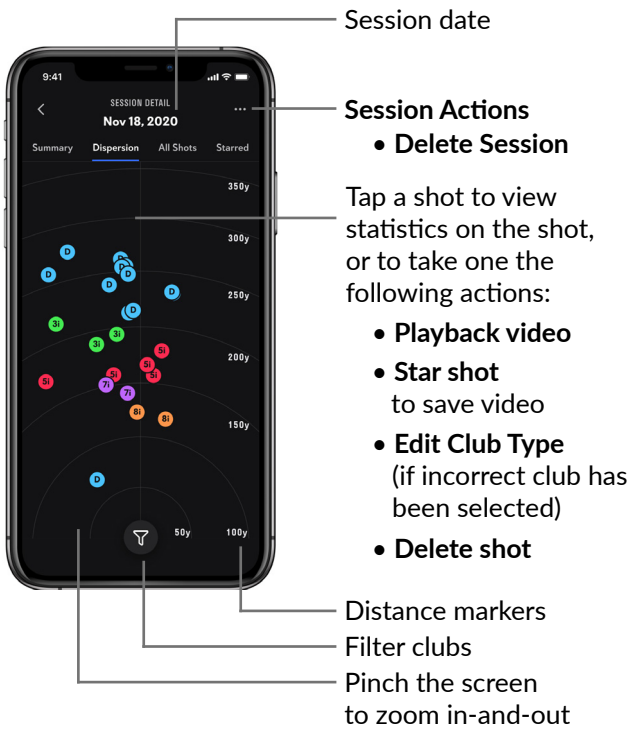 Session date
9:41
SESSION DETAIL
Nov 18, 2020
Summary Dispersion All Shots Starred
Session Actions
• Delete Session
350y
Tap a shot to view
statistics on the shot,
or to take one the
following actions:
• Playback video
• Star shot
to save video
• Edit Club Type
(if incorrect club has
been selected)
• Delete shot
300y
D
D
D
D
D
D
250y
D
D
3i
3i
3i
5i
200y
5i
5i
5i
5i
7i
7i
8i
8i
150y
D
50y 100y
Distance markers
Filter clubs
Pinch the screen
to zoom in-and-out